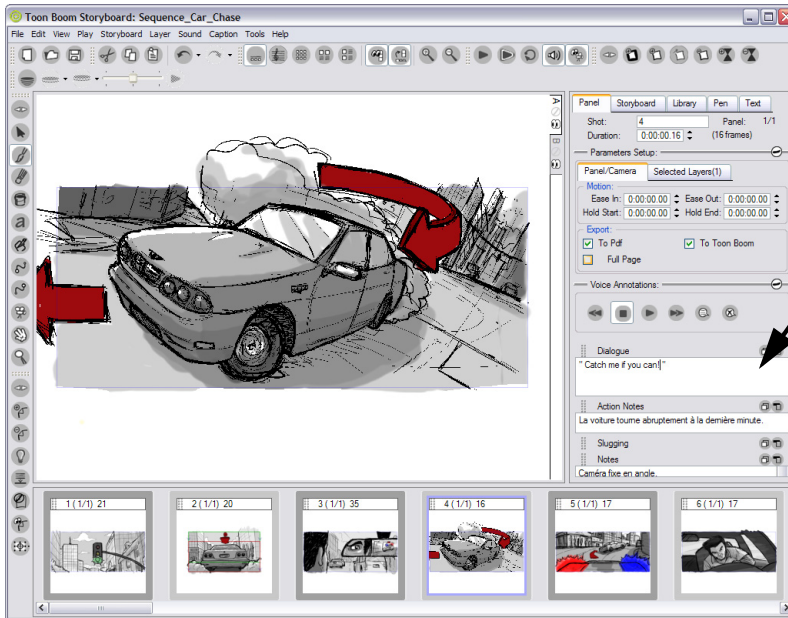 Toon Boom Storyboard: Sequence_Car_Chase
File Edit View Play Storyboard Layer Sound Caption Tools Help
A
Panel Storyboard Library Pen Text
Shot: 4 Panel: 1/1
Duration: 0:00:00.16 (16 frames)
Parameters Setup:
Panel/Camera Selected Layers(1)
Motion:
Ease In: 0:00:00.00 Ease Out: 0:00:00.00
Hold Start: 0:00:00.00 Hold End: 0:00:00.00
Export:
To Pdf To Toon Boom
Full Page
Voice Annotations:
Dialogue
" Catch me if you can! "
Action Notes
La voiture tourne abruptement à la dernière minute.
Slugging
Notes
Caméra fixe en angle.
1 ( 1/1) 21
2 ( 1/1) 20
3 ( 1/1) 35
4 ( 1/1) 16
5 ( 1/1) 17
6 ( 1/1) 17